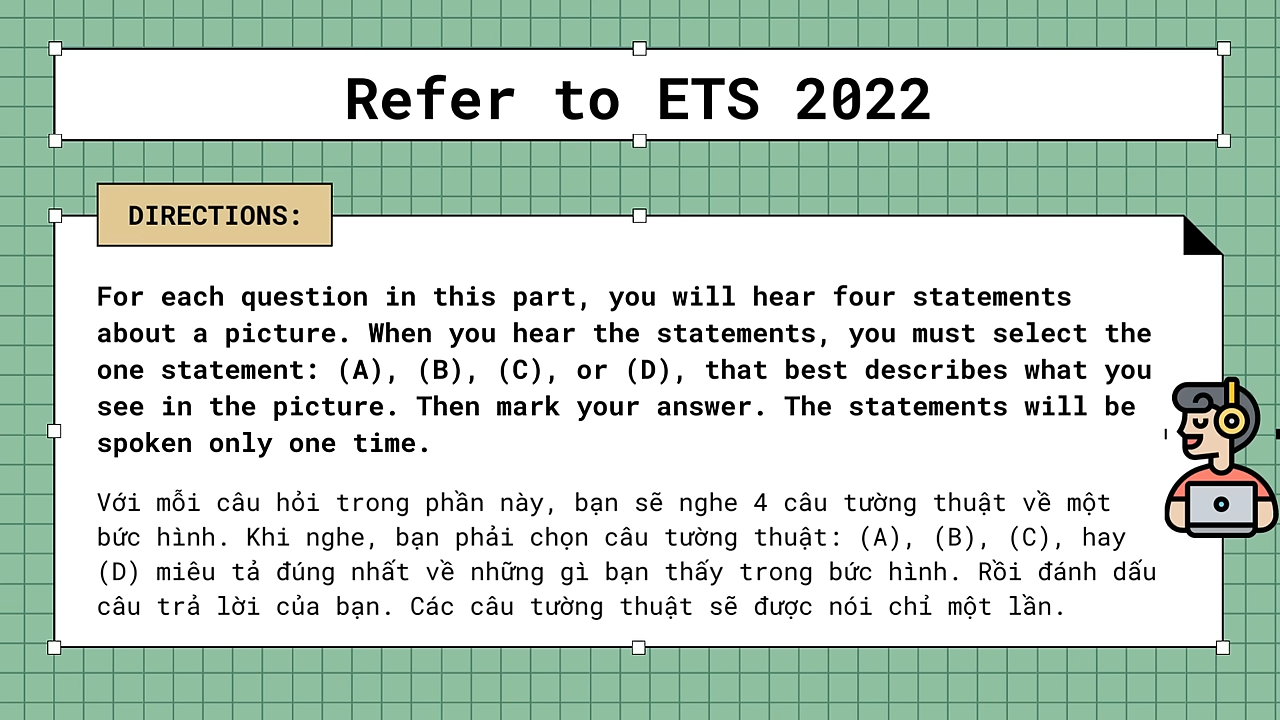 Refer to ETS 2022
DIRECTIONS:
For each question in this part, you will hear four statements
about a picture. When you hear the statements, you must select the
one statement: (A), (B), (C), or (D), that best describes what you
see in the picture. Then mark your answer. The statements will be
spoken only one time.
Với mỗi câu hỏi trong phần này, bạn sẽ nghe 4 câu tường thuật về một
bức hình. Khi nghe, bạn phải chọn câu tường thuật: (A), (B), (C), hay
(D) miêu tả đúng nhất về những gì bạn thấy trong bức hình. Rồi đánh dấu
câu trả lời của bạn. Các câu tường thuật sẽ được nói chỉ một lần.